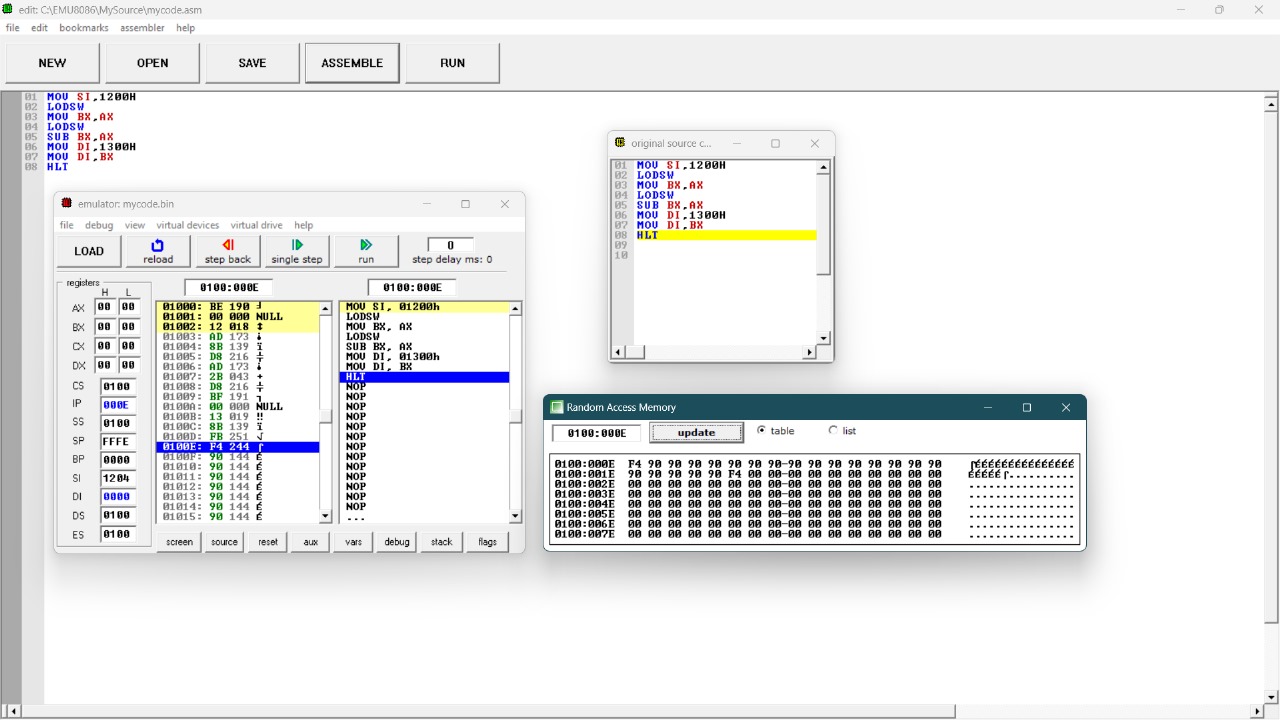 edit: C:\EMU8086\MySource\mycode.asm
file edit bookmarks assembler help
NEW OPEN SAVE ASSEMBLE RUN
01 MOV SI,1200H
02 LODSW
03 MOV BX,AX
04 LODSW
05 SUB BX,AX
06 MOV DI,1300H
07 MOV DI,BX
08 HLT
original source c...
01 MOV SI,1200H
02 LODSW
03 MOV BX,AX
04 LODSW
05 SUB BX,AX
06 MOV DI,1300H
07 MOV DI,BX
08 HLT
09
10
emulator: mycode.bin
file debug view virtual devices virtual drive help
LOAD reload step back single step run 0 step delay ms: 0
registers
H L
AX 00 00
BX 00 00
CX 00 00
DX 00 00
CS 0100
IP 000E
SS 0100
SP FFFE
BP 0000
SI 1204
DI 0000
DS 0100
ES 0100
0100:000E 0100:000E
01000: BE 190 ╛
01001: 00 000 NULL
01002: 12 018 ↕
01003: AD 173 ¡
01004: 8B 139 ï
01005: D8 216 ╪
01006: AD 173 ¡
01007: 2B 043 +
01008: D8 216 ╪
01009: BF 191 ┐
0100A: 00 000 NULL
0100B: 13 019 ‼
0100C: 8B 139 ï
0100D: FB 251 √
0100E: F4 244 ⌠
0100F: 90 144 É
01010: 90 144 É
01011: 90 144 É
01012: 90 144 É
01013: 90 144 É
01014: 90 144 É
01015: 90 144 É
MOV SI, 01200h
LODSW
MOV BX, AX
LODSW
SUB BX, AX
MOV DI, 01300h
MOV DI, BX
HLT
NOP
NOP
NOP
NOP
NOP
NOP
NOP
NOP
NOP
NOP
NOP
NOP
NOP
...
screen source reset aux vars debug stack flags
Random Access Memory
0100:000E update table list
0100:000E F4 90 90 90 90 90 90 90-90 90 90 90 90 90 90 90 ⌠ÉÉÉÉÉÉÉÉÉÉÉÉÉÉÉ
0100:001E 90 90 90 90 90 F4 00 00-00 00 00 00 00 00 00 00 ÉÉÉÉÉ⌠..........
0100:002E 00 00 00 00 00 00 00 00-00 00 00 00 00 00 00 00 ................
0100:003E 00 00 00 00 00 00 00 00-00 00 00 00 00 00 00 00 ................
0100:004E 00 00 00 00 00 00 00 00-00 00 00 00 00 00 00 00 ................
0100:005E 00 00 00 00 00 00 00 00-00 00 00 00 00 00 00 00 ................
0100:006E 00 00 00 00 00 00 00 00-00 00 00 00 00 00 00 00 ................
0100:007E 00 00 00 00 00 00 00 00-00 00 00 00 00 00 00 00 ................